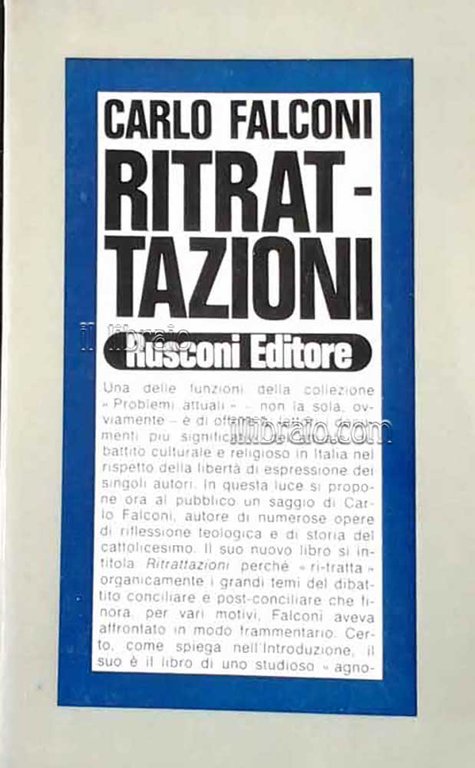 CARLO FALCONI
RITRAT-
TAZIONI
Rusconi Editore
il libraio
illibraio.com
Una delle funzioni della collezione
« Problemi attuali » - non la sola, ov-
viamente - è di
menti più
battito culturale e religioso in Italia nel
rispetto della libertà di espressione dei
singoli autori. In questa luce si propo-
ne ora al pubblico un saggio di Car-
lo Falconi, autore di numerose opere
di riflessione teologica e di storia del
cattolicesimo. Il suo nuovo libro si in-
titola Ritrattazioni perché « ri-tratta »
organicamente i grandi temi del dibat-
tito conciliare e post-conciliare che fi-
nora, per vari motivi, Falconi aveva
affrontato in modo frammentario. Cer-
to, come spiega nell'Introduzione, il
suo è il libro di uno studioso « agno-